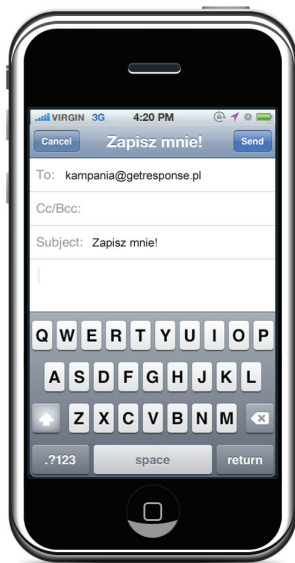 VIRGIN 3G 4:20 PM
Cancel Zapisz mnie! Send
To: kampania@getresponse.pl
Cc/Bcc:
Subject: Zapisz mnie!
Q W E R T Y U I O P
A S D F G H J K L
Z X C V B N M
.?123 space return